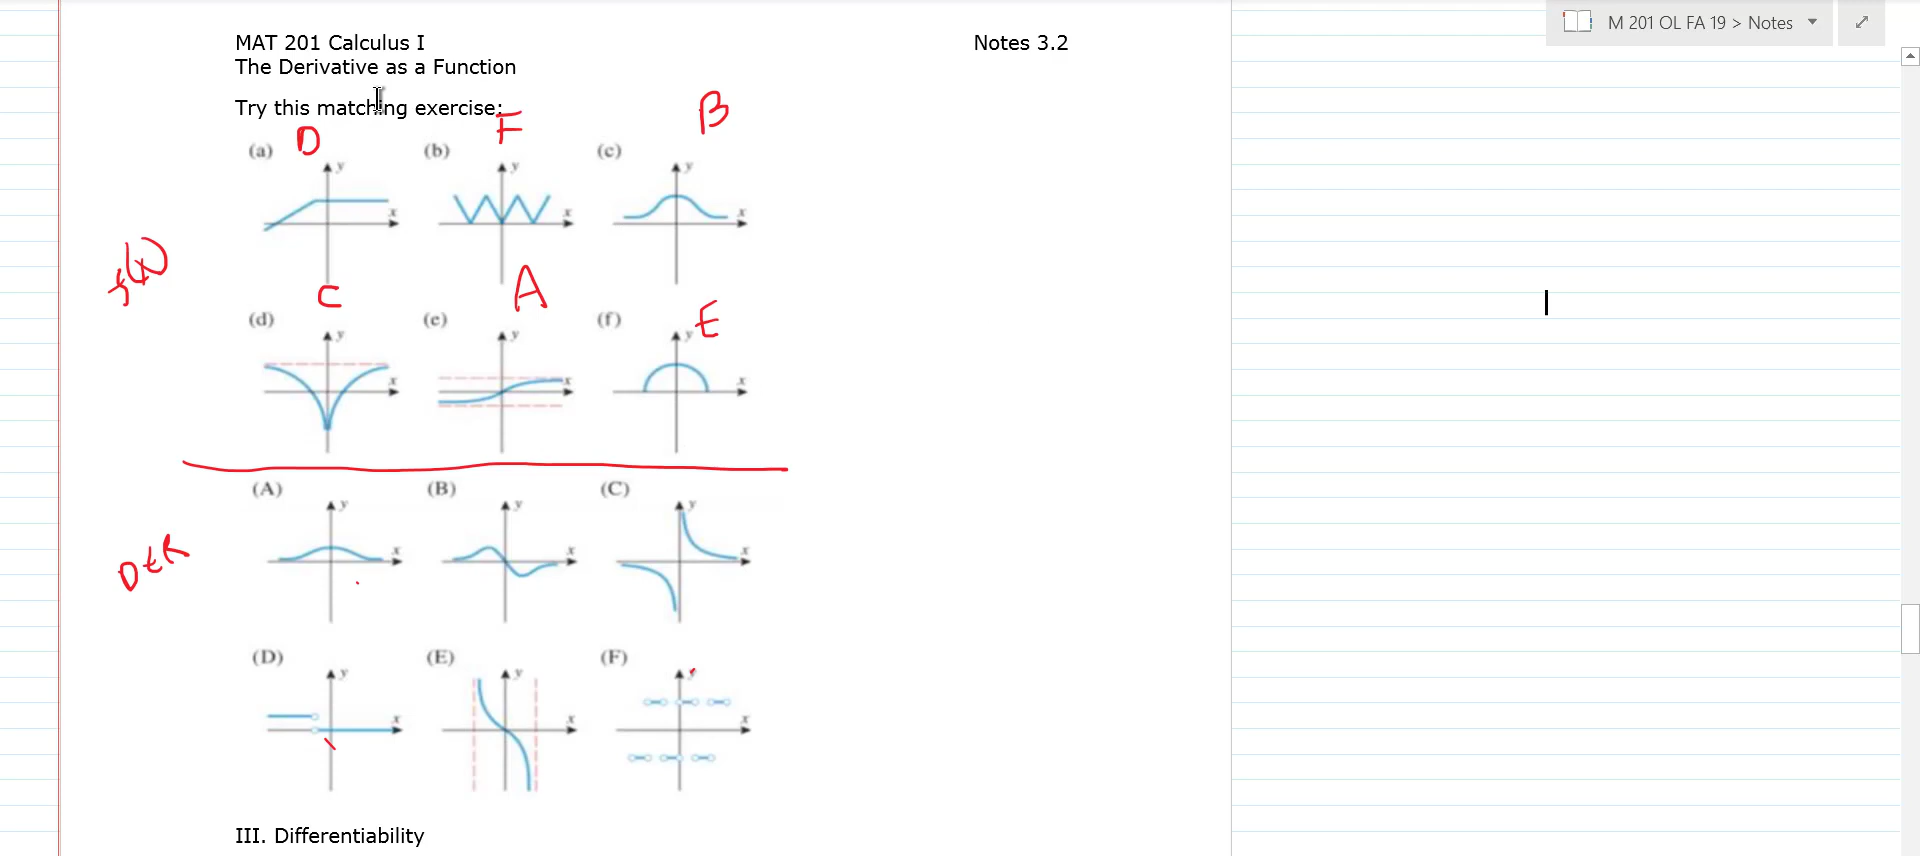 M 201 OL FA 19 > Notes
MAT 201 Calculus I Notes 3.2
The Derivative as a Function
Try this matching exercise:
(a) D (b) F (c) B
y y y
x x x
f(x)
C A E
(d) (e) (f)
y y y
x x x
(A) (B) (C)
y y y
x x x
DER
(D) (E) (F)
y y y
x x x
III. Differentiability